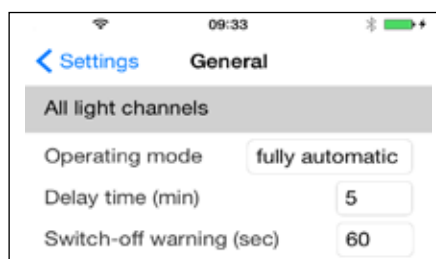 09:33
Settings General
All light channels
Operating mode fully automatic
Delay time (min) 5
Switch-off warning (sec) 60